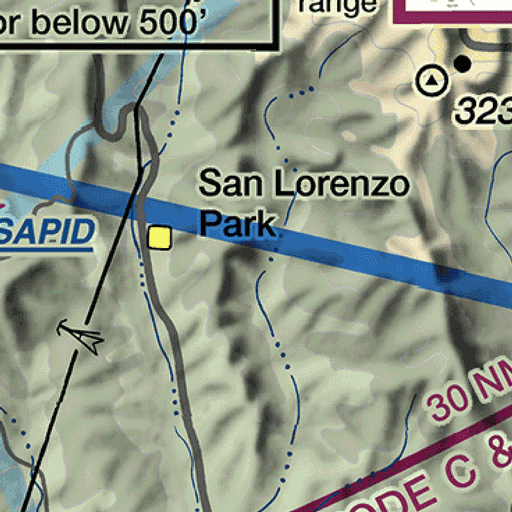 range
or below 500'
323
San Lorenzo
Park
SAPID
30 NM
ODE C &